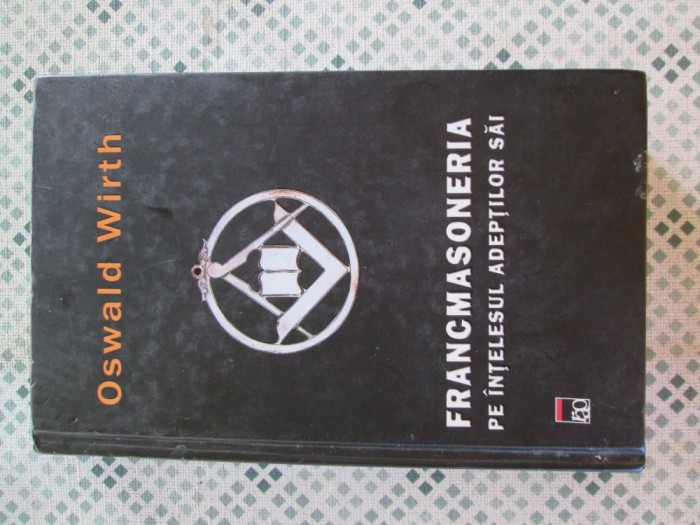 Oswald Wirth
FRANCMASONERIA
PE ÎNȚELESUL ADEPȚILOR SĂI
rao